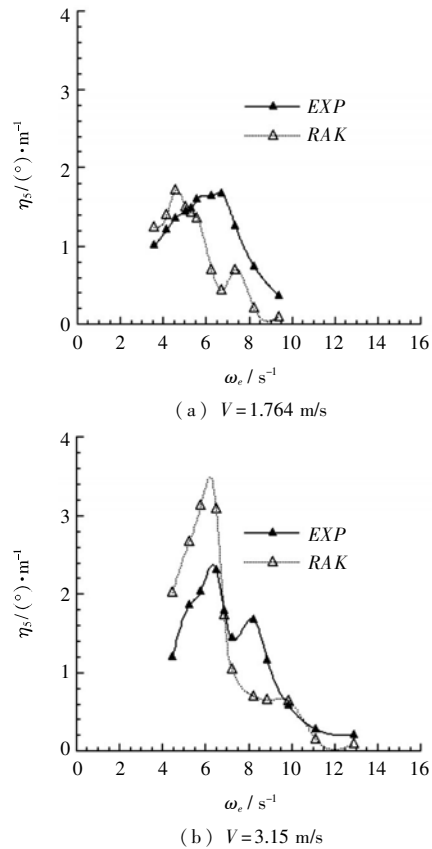 4
3
2
1
0
η₅/(°)•m⁻¹
EXP
RAK
0 2 4 6 8 10 12 14 16
ωₑ / s⁻¹
(a) V=1.764 m/s
4
3
2
1
0
η₅/(°)•m⁻¹
EXP
RAK
0 2 4 6 8 10 12 14 16
ωₑ / s⁻¹
(b) V=3.15 m/s